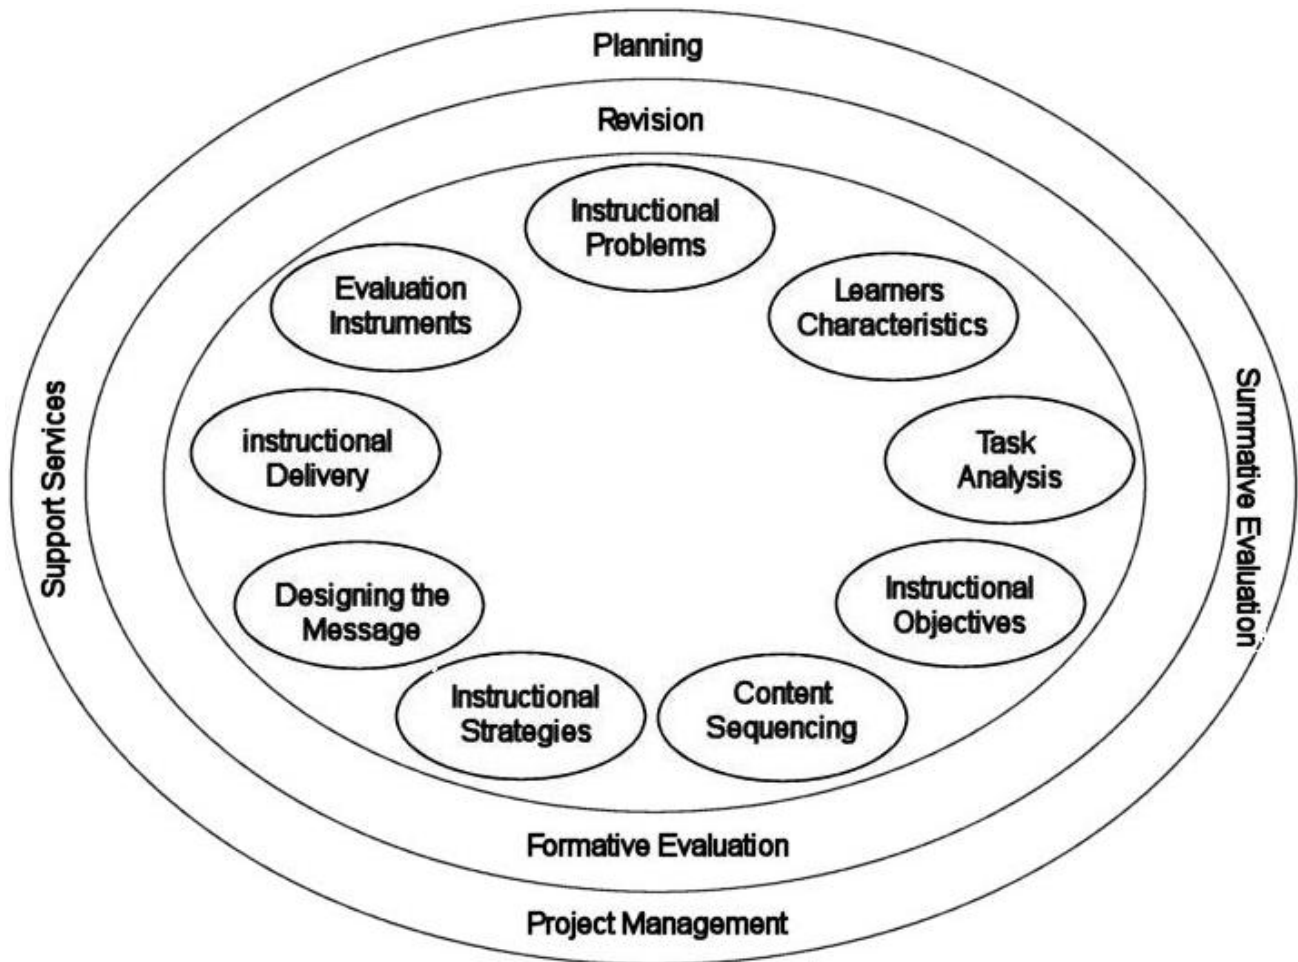 Planning
Revision
Instructional
Problems
Evaluation
Instruments
Learners
Characteristics
instructional
Delivery
Task
Analysis
Support Services
Summative Evaluation
Designing the
Message
Instructional
Objectives
Instructional
Strategies
Content
Sequencing
Formative Evaluation
Project Management